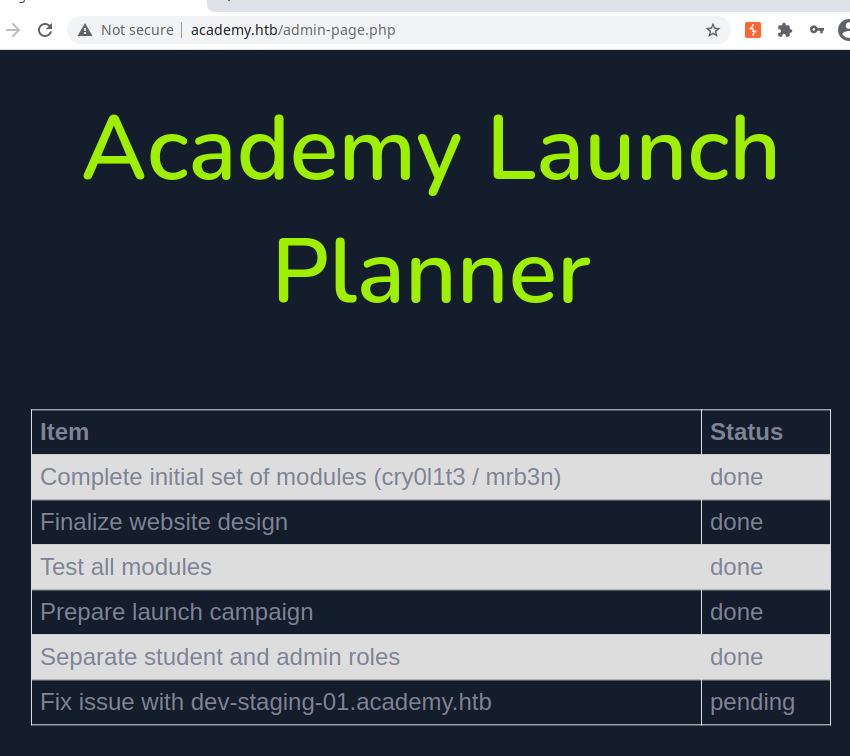 Not secure | academy.htb/admin-page.php
Academy Launch
Planner
Item Status
Complete initial set of modules (cry0l1t3 / mrb3n) done
Finalize website design done
Test all modules done
Prepare launch campaign done
Separate student and admin roles done
Fix issue with dev-staging-01.academy.htb pending